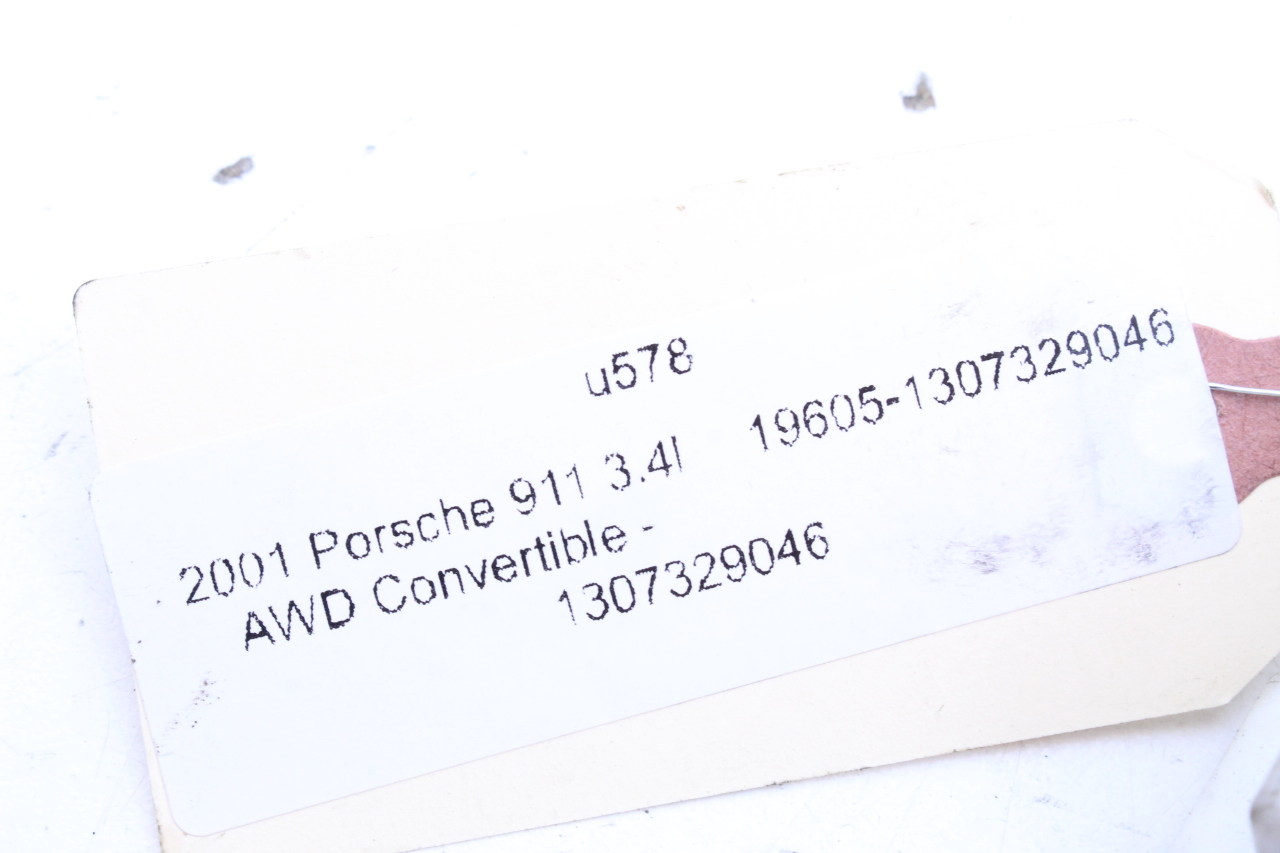 u578
2001 Porsche 911 3.4l 19605-1307329046
AWD Convertible -
1307329046